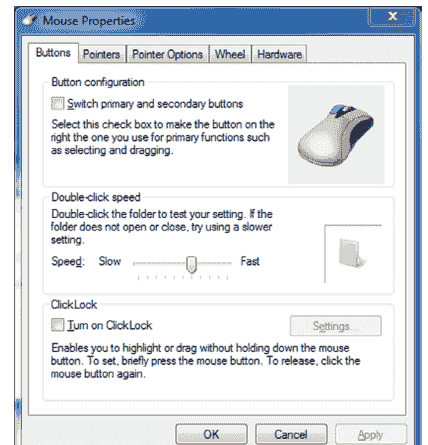 Mouse Properties
X
Buttons Pointers Pointer Options Wheel Hardware
Button configuration
Switch primary and secondary buttons
Select this check box to make the button on the
right the one you use for primary functions such
as selecting and dragging.
Double-click speed
Double-click the folder to test your setting. If the
folder does not open or close, try using a slower
setting.
Speed: Slow Fast
ClickLock
Turn on ClickLock
Settings...
Enables you to highlight or drag without holding down the mouse
button. To set, briefly press the mouse button. To release, click the
mouse button again.
OK Cancel Apply